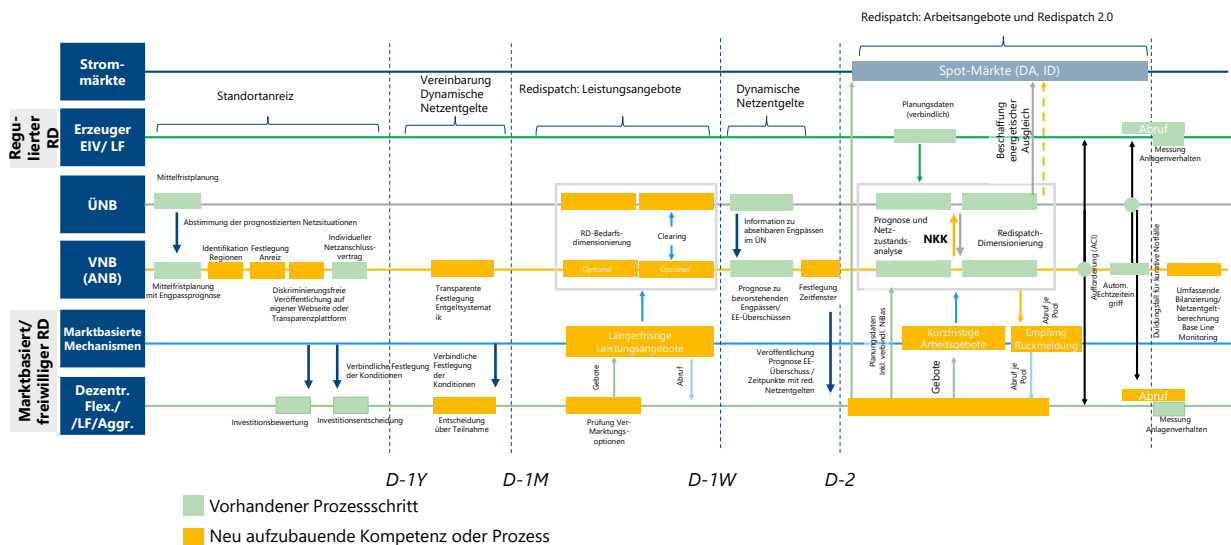 Redispatch: Arbeitsangebote und Redispatch 2.0
Strom-
märkte
Spot-Märkte (DA, ID)
Standortanreiz
Vereinbarung
Dynamische
Netzentgelte
Redispatch: Leistungsangebote
Dynamische
Netzentgelte
Regu-
lierter
RD
Erzeuger
EIV/ LF
Planungsdaten
(verbindlich)
Beschaffung
energetischer
Ausgleich
Abruf
Messung
Anlagenverhalten
ÜNB
Mittelfristplanung
Abstimmung der prognostizierten Netzsituationen
RD-Bedarfs-
dimensionierung
Clearing
Information zu
absehbaren Engpässen
im ÜN
Prognose und
Netz-
zustands-
analyse
NKK
Redispatch-
Dimensionierung
Aufforderung (ACI)
Duldungsfall für kurative Notfälle
VNB
(ANB)
Identifikation
Regionen
Festlegung
Anreiz
Individueller
Netzanschluss-
vertrag
Optional
Optional
Mittelfristplanung
mit Engpassprognose
Diskriminierungsfreie
Veröffentlichung auf
eigener Webseite oder
Transparenzplattform
Transparente
Festlegung
Entgeltsystemat
ik
Prognose zu
bevorstehenden
Engpässen/
EE-Überschüssen
Festlegung
Zeitfenster
Autom.
Echtzeitein
griff
Umfassende
Bilanzierung/
Netzentgelt-
berechnung
Base Line
Monitoring
Marktbasiert/
freiwilliger RD
Marktbasierte
Mechanismen
Verbindliche Festlegung
der Konditionen
Verbindliche
Festlegung
der
Konditionen
Längerfristige
Leistungsangebote
Gebote
Abruf
Veröffentlichung
Prognose EE-
Überschuss /
Zeitpunkte mit red.
Netzentgelten
Planungsdaten
Inkl. verbindl. NiBas
Kurzfristige
Arbeitsgebote
Empfang
Rückmeldung
Abruf je
Pool
Gebote
Abruf je
Pool
Dezentr.
Flex./
/LF/Aggr.
Investitionsbewertung
Investitionsentscheidung
Entscheidung
über Teilnahme
Prüfung Ver-
Marktungs-
optionen
Abruf
Messung
Anlagenverhalten
D-1Y
D-1M
D-1W
D-2
Vorhandener Prozessschritt
Neu aufzubauende Kompetenz oder Prozess